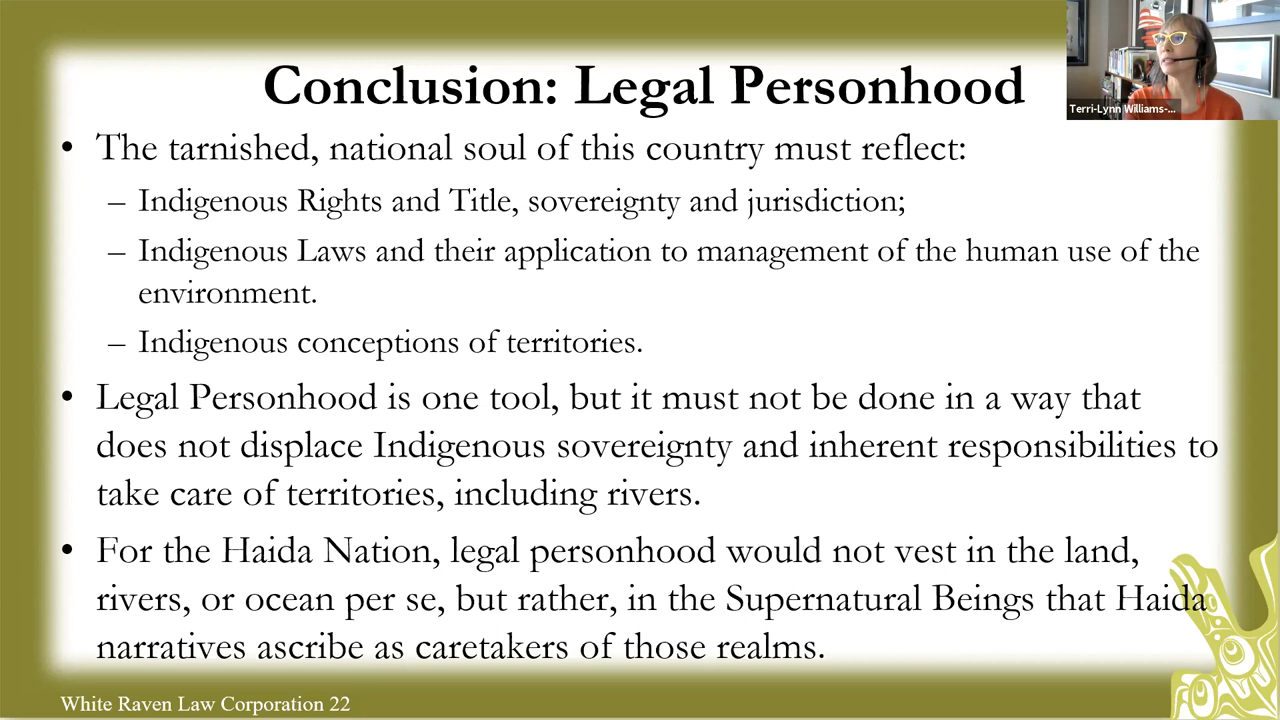 Conclusion: Legal Personhood
Terri-Lynn Williams-...
• The tarnished, national soul of this country must reflect:
– Indigenous Rights and Title, sovereignty and jurisdiction;
– Indigenous Laws and their application to management of the human use of the
environment.
– Indigenous conceptions of territories.
• Legal Personhood is one tool, but it must not be done in a way that
does not displace Indigenous sovereignty and inherent responsibilities to
take care of territories, including rivers.
• For the Haida Nation, legal personhood would not vest in the land,
rivers, or ocean per se, but rather, in the Supernatural Beings that Haida
narratives ascribe as caretakers of those realms.
White Raven Law Corporation 22